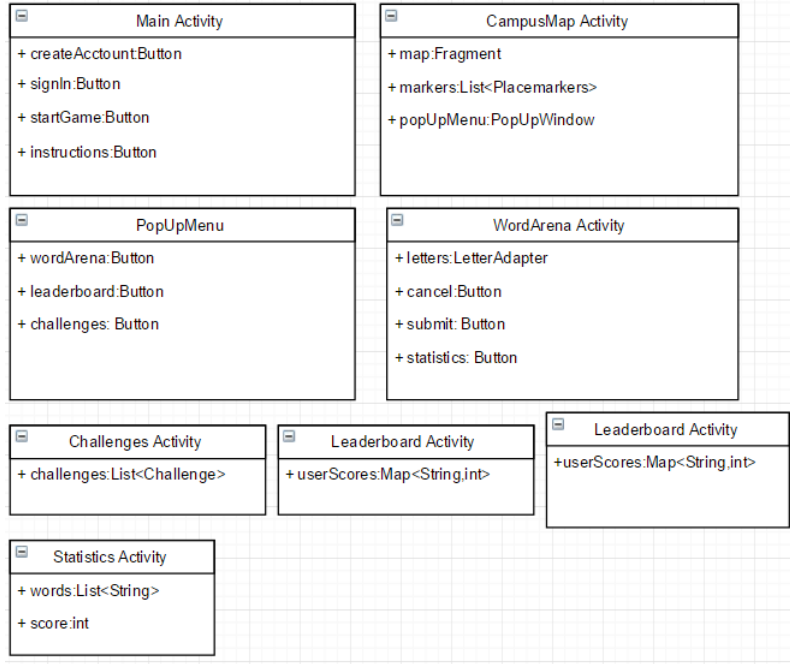 Main Activity
+ createAcctount:Button
+ signIn:Button
+ startGame:Button
+ instructions:Button
CampusMap Activity
+ map:Fragment
+ markers:List<Placemarkers>
+ popUpMenu:PopUpWindow
PopUpMenu
+ wordArena:Button
+ leaderboard:Button
+ challenges: Button
WordArena Activity
+ letters:LetterAdapter
+ cancel:Button
+ submit: Button
+ statistics: Button
Challenges Activity
+ challenges:List<Challenge>
Leaderboard Activity
+ userScores:Map<String,int>
Leaderboard Activity
+userScores:Map<String,int>
Statistics Activity
+ words:List<String>
+ score:int